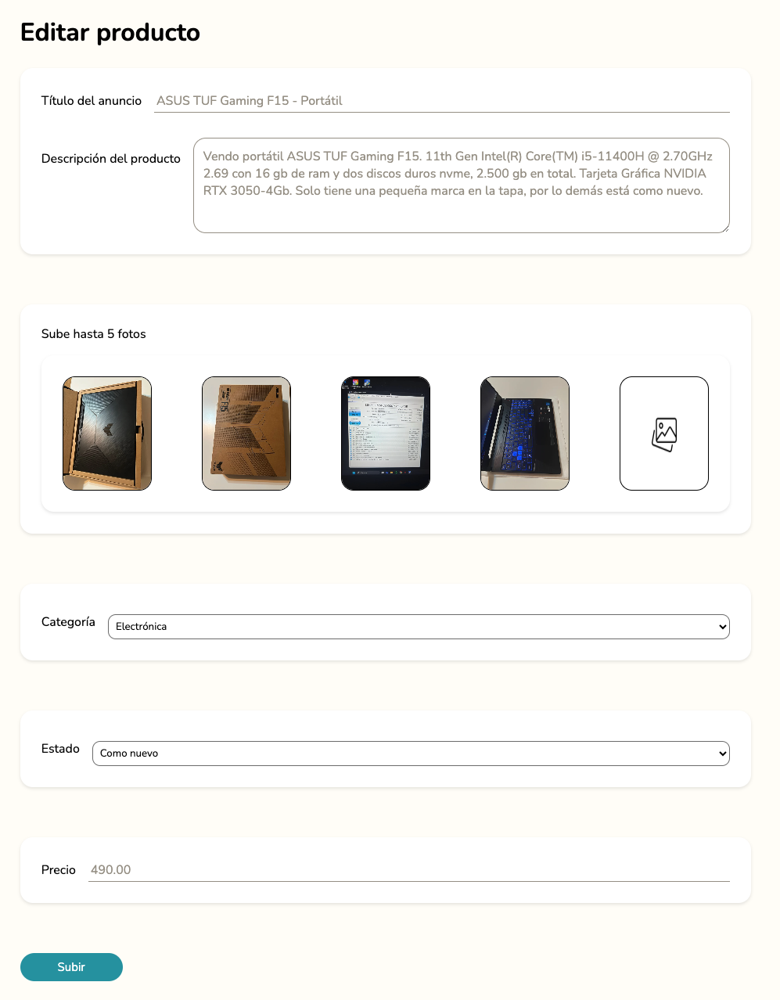 Editar producto
Título del anuncio
ASUS TUF Gaming F15 - Portátil
Descripción del producto
Vendo portátil ASUS TUF Gaming F15. 11th Gen Intel(R) Core(TM) i5-11400H @ 2.70GHz
2.69 con 16 gb de ram y dos discos duros nvme, 2.500 gb en total. Tarjeta Gráfica NVIDIA
RTX 3050-4Gb. Solo tiene una pequeña marca en la tapa, por lo demás está como nuevo.
Sube hasta 5 fotos
Categoría
Electrónica
Estado
Como nuevo
Precio
490.00
Subir